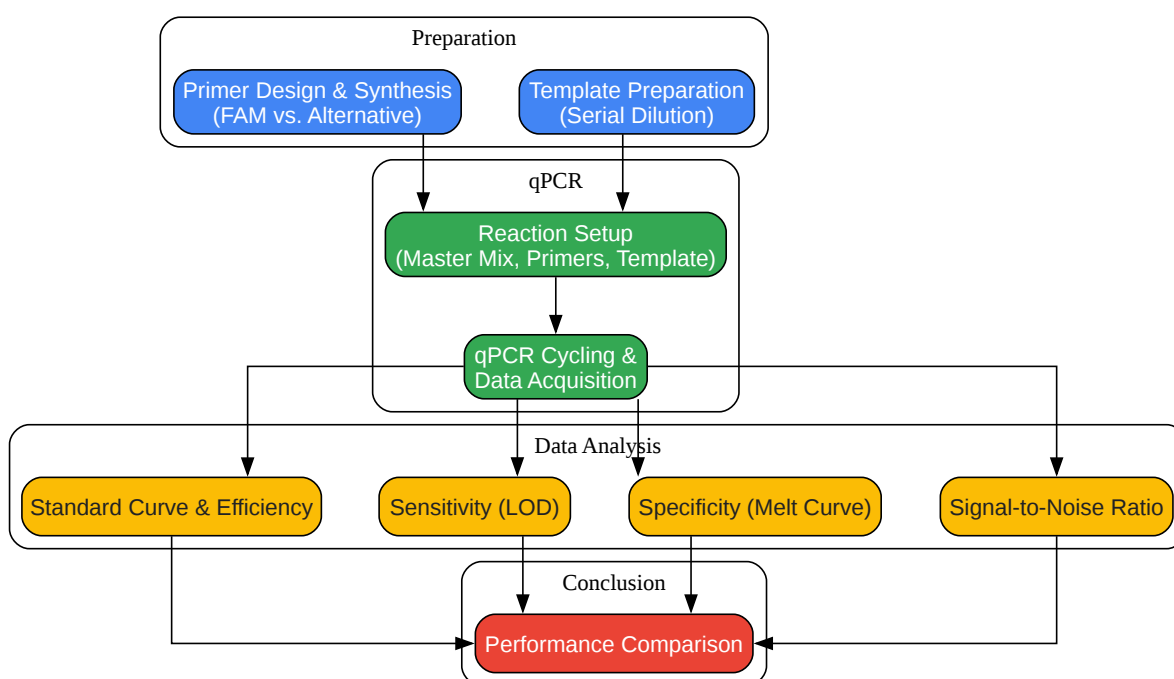 Preparation
Primer Design & Synthesis
(FAM vs. Alternative)
Template Preparation
(Serial Dilution)
qPCR
Reaction Setup
(Master Mix, Primers, Template)
qPCR Cycling &
Data Acquisition
Data Analysis
Standard Curve & Efficiency
Sensitivity (LOD)
Specificity (Melt Curve)
Signal-to-Noise Ratio
Conclusion
Performance Comparison